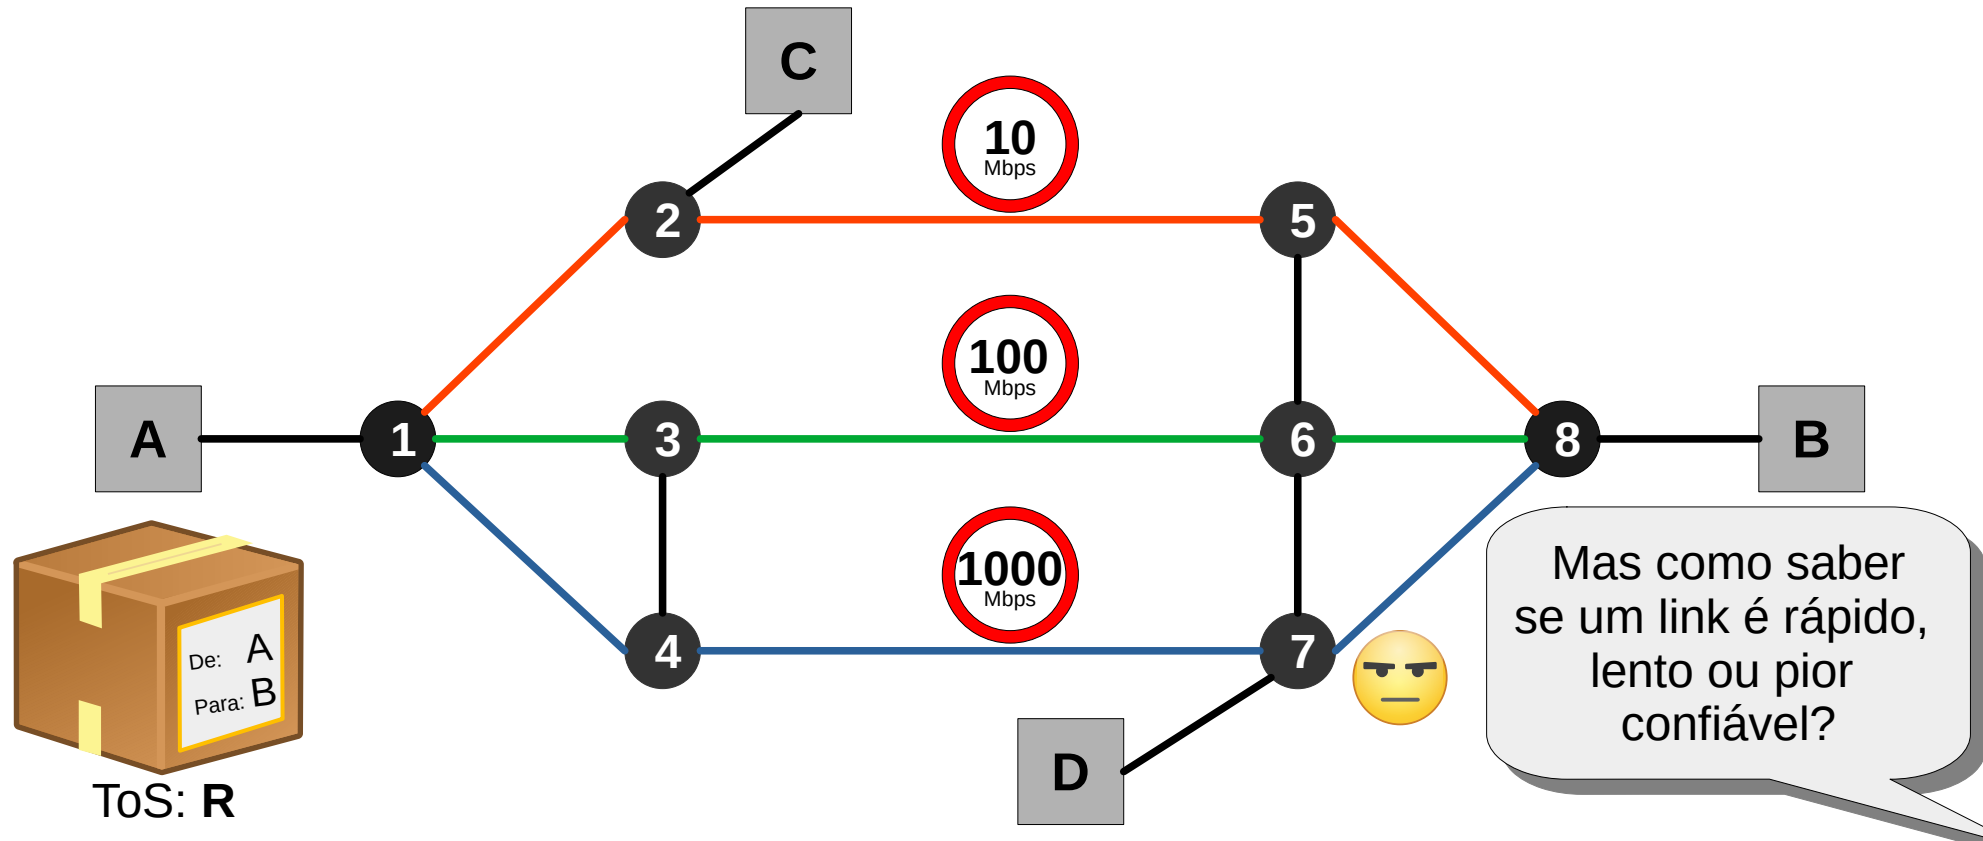 C
10
Mbps
2
5
100
Mbps
A
1
3
6
8
B
1000
Mbps
Mas como saber
se um link é rápido,
lento ou pior
confiável?
De: A
Para: B
4
7
D
ToS: R